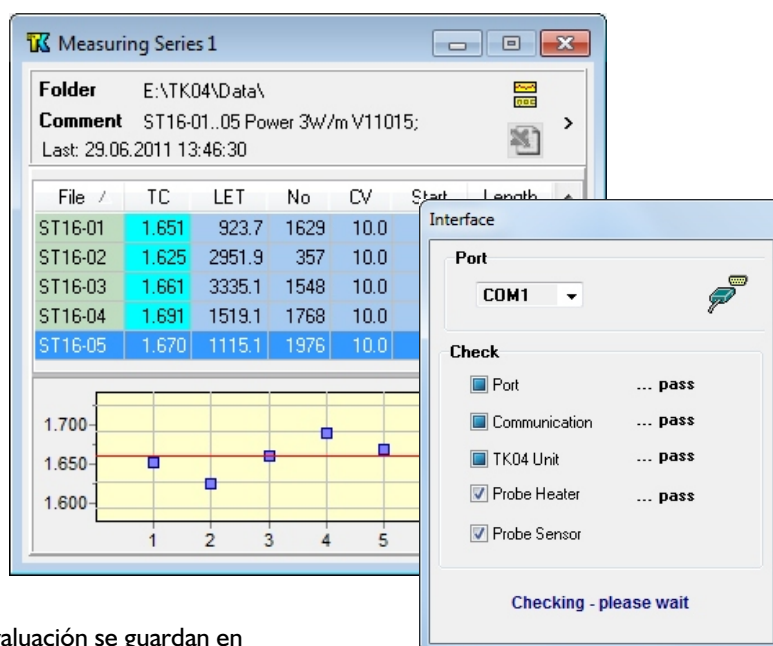 TK Measuring Series 1
Folder E:\TK04\Data\
Comment ST16-01..05 Power 3W/m V11015;
Last: 29.06.2011 13:46:30
File / TC LET No CV Start Length
ST16-01 1.651 923.7 1629 10.0
ST16-02 1.625 2951.9 357 10.0
ST16-03 1.661 3335.1 1548 10.0
ST16-04 1.691 1519.1 1768 10.0
ST16-05 1.670 1115.1 1976 10.0
1.700
1.650
1.600
1 2 3 4 5
Interface
Port
COM1
Check
Port ... pass
Communication ... pass
TK04 Unit ... pass
Probe Heater ... pass
Probe Sensor
Checking - please wait
aluación se guardan en